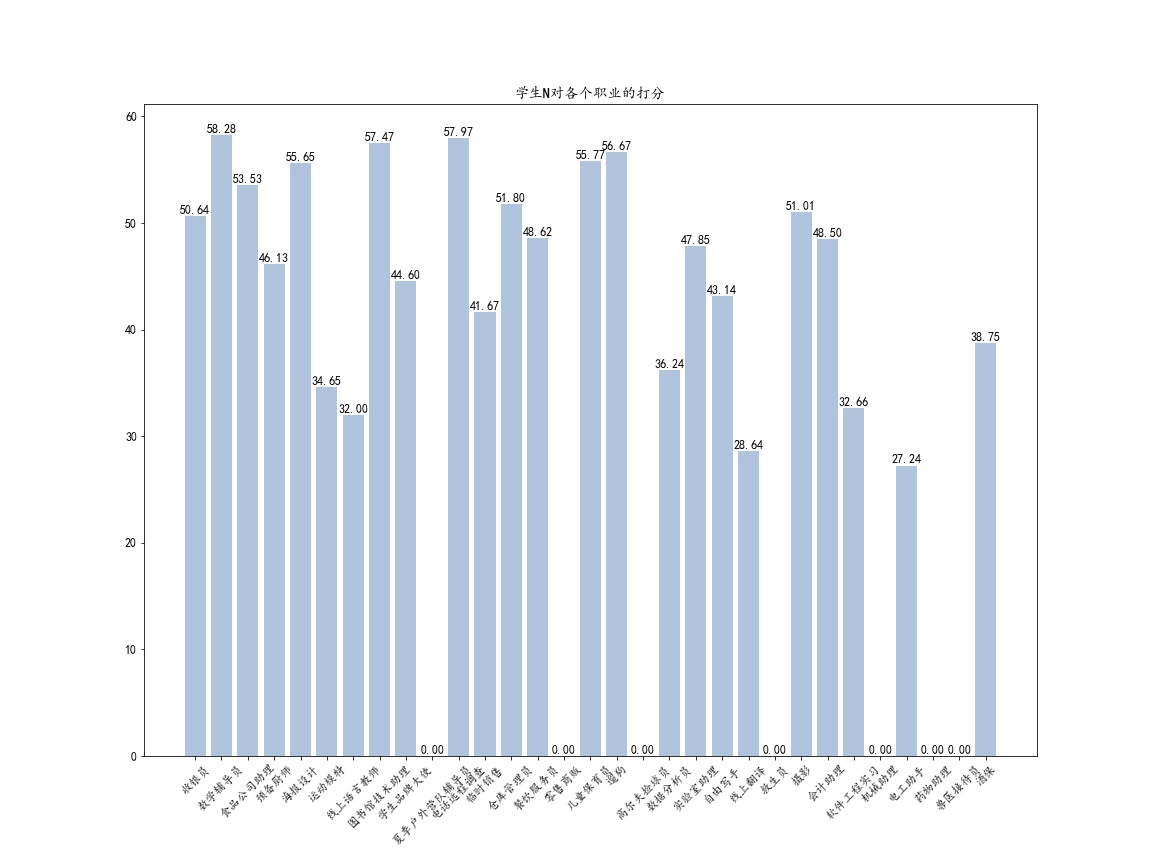 学生N对各个职业的打分
60
50
40
30
20
10
0
50.64
58.28
53.53
46.13
55.65
34.65
32.00
57.47
44.60
0.00
57.97
41.67
51.80
48.62
0.00
55.77
56.67
0.00
36.24
47.85
43.14
28.64
0.00
51.01
48.50
32.66
0.00
27.24
0.00
0.00
38.75
收银员
数学辅导员
食品公司助理
预备厨师
海报设计
运动模特
线上语言教师
图书馆技术助理
学生品牌大使
夏季户外营队辅导员
电话远程调查
临时销售
仓库管理员
餐饮服务员
零售商贩
儿童保育员
遛狗
高尔夫捡球员
数据分析员
实验室助理
自由写手
线上翻译
救生员
摄影
会计助理
软件工程实习
机械助理
电工助手
药物助理
兽医接待员
活保